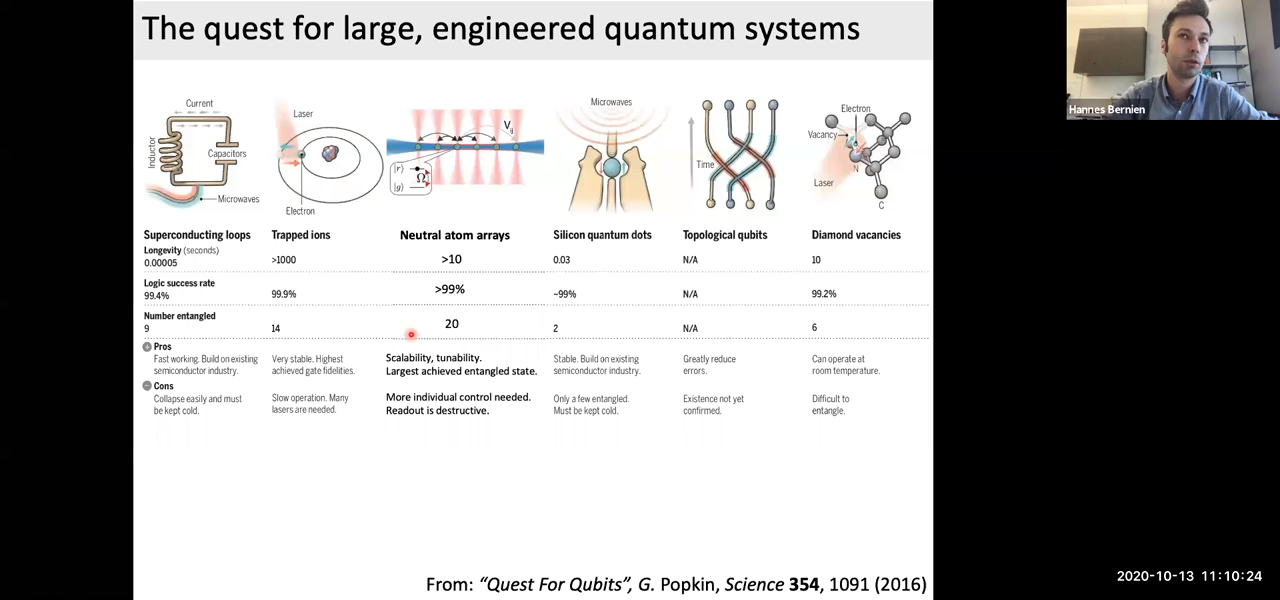 The quest for large, engineered quantum systems
Hannes Bernien
Current
Inductor
Capacitors
Microwaves
Laser
Electron
V_ij
|r⟩
Ω
|g⟩
Microwaves
Time
Electron
Vacancy
N
Laser
C
Superconducting loops Trapped ions Neutral atom arrays Silicon quantum dots Topological qubits Diamond vacancies
Longevity (seconds)
0.00005 >1000 >10 0.03 N/A 10
Logic success rate
99.4% 99.9% >99% ~99% N/A 99.2%
Number entangled
9 14 20 2 N/A 6
Pros
Fast working. Build on existing
semiconductor industry.
Very stable. Highest
achieved gate fidelities.
Scalability, tunability.
Largest achieved entangled state.
Stable. Build on existing
semiconductor industry.
Greatly reduce
errors.
Can operate at
room temperature.
Cons
Collapse easily and must
be kept cold.
Slow operation. Many
lasers are needed.
More individual control needed.
Readout is destructive.
Only a few entangled.
Must be kept cold.
Existence not yet
confirmed.
Difficult to
entangle.
From: "Quest For Qubits", G. Popkin, Science 354, 1091 (2016)
2020-10-13 11:10:24